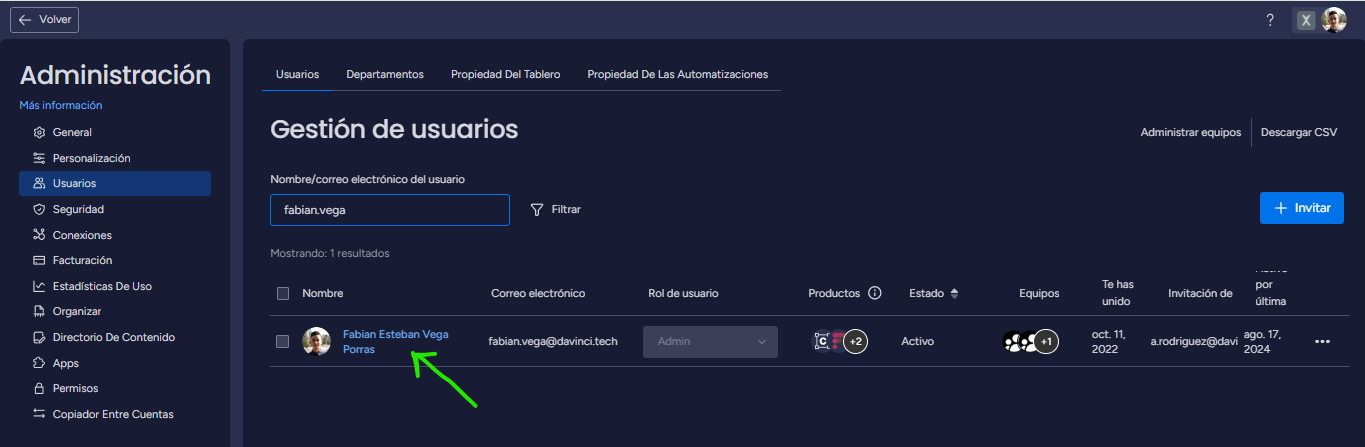 Volver
?
X
Administración
Más información
General
Personalización
Usuarios
Seguridad
Conexiones
Facturación
Estadísticas De Uso
Organizar
Directorio De Contenido
Apps
Permisos
Copiador Entre Cuentas
Usuarios Departamentos Propiedad Del Tablero Propiedad De Las Automatizaciones
Gestión de usuarios
Administrar equipos Descargar CSV
Nombre/correo electrónico del usuario
fabian.vega
Filtrar
+ Invitar
Mostrando: 1 resultados
Nombre Correo electrónico Rol de usuario Productos Estado Equipos Te has unido Invitación de por última
Fabian Esteban Vega
Porras
fabian.vega@davinci.tech
Admin
C +2
Activo
+1
oct. 11,
2022
a.rodriguez@davi
ago. 17,
2024